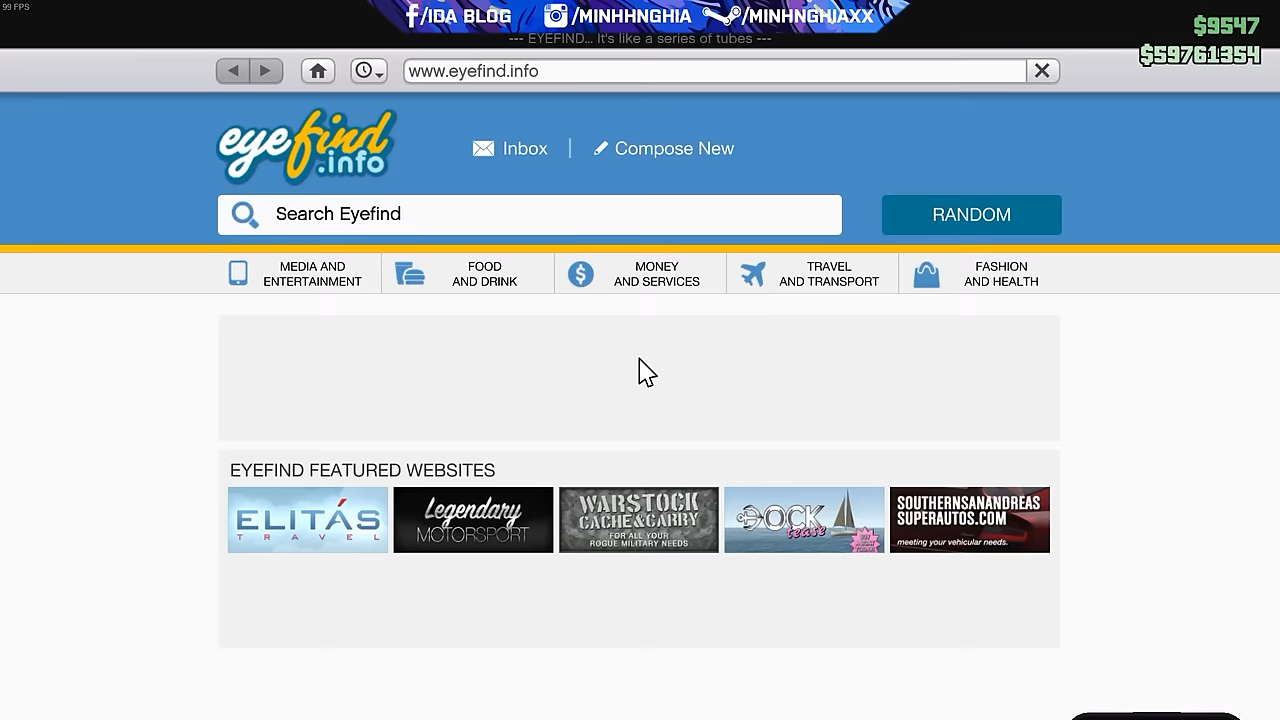 99 FPS
/IDA BLOG /MINHHNGHIA /MINHNGHIAXX
--- EYEFIND... It's like a series of tubes ---
$9547
$59761354
www.eyefind.info
eyefind
.info
Inbox | Compose New
Search Eyefind
RANDOM
MEDIA AND
ENTERTAINMENT
FOOD
AND DRINK
MONEY
AND SERVICES
TRAVEL
AND TRANSPORT
FASHION
AND HEALTH
EYEFIND FEATURED WEBSITES
ELITÁS
TRAVEL
Legendary
MOTORSPORT
WARSTOCK
CACHE&CARRY
FOR ALL YOUR
ROGUE MILITARY NEEDS
DOCK
tease
SOUTHERNSANANDREAS
SUPERAUTOS.COM
meeting your vehicular needs.